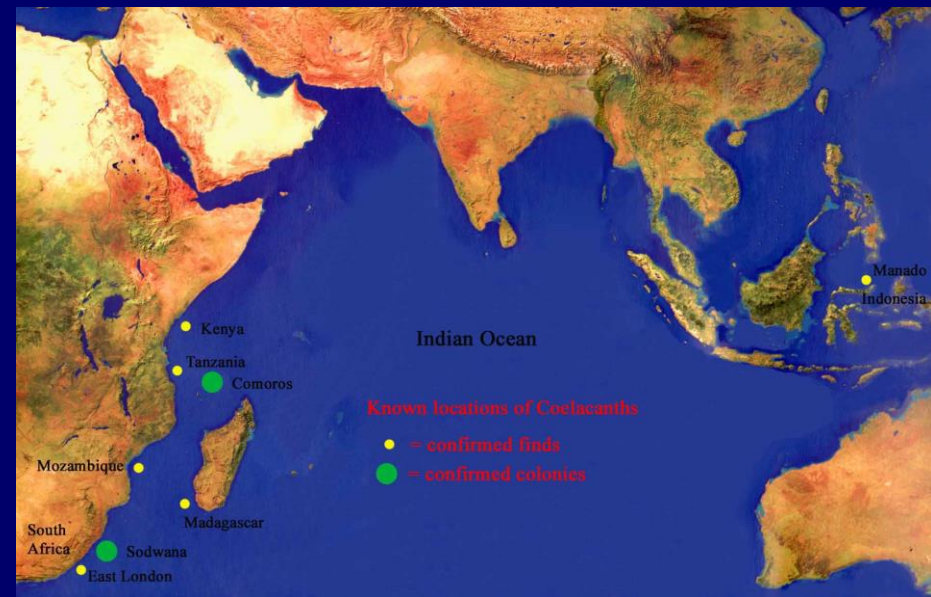 Manado
Indonesia
Kenya
Indian Ocean
Tanzania
Comoros
Known locations of Coelacanths
= confirmed finds
Mozambique
= confirmed colonies
Madagascar
South
Africa
Sodwana
East London